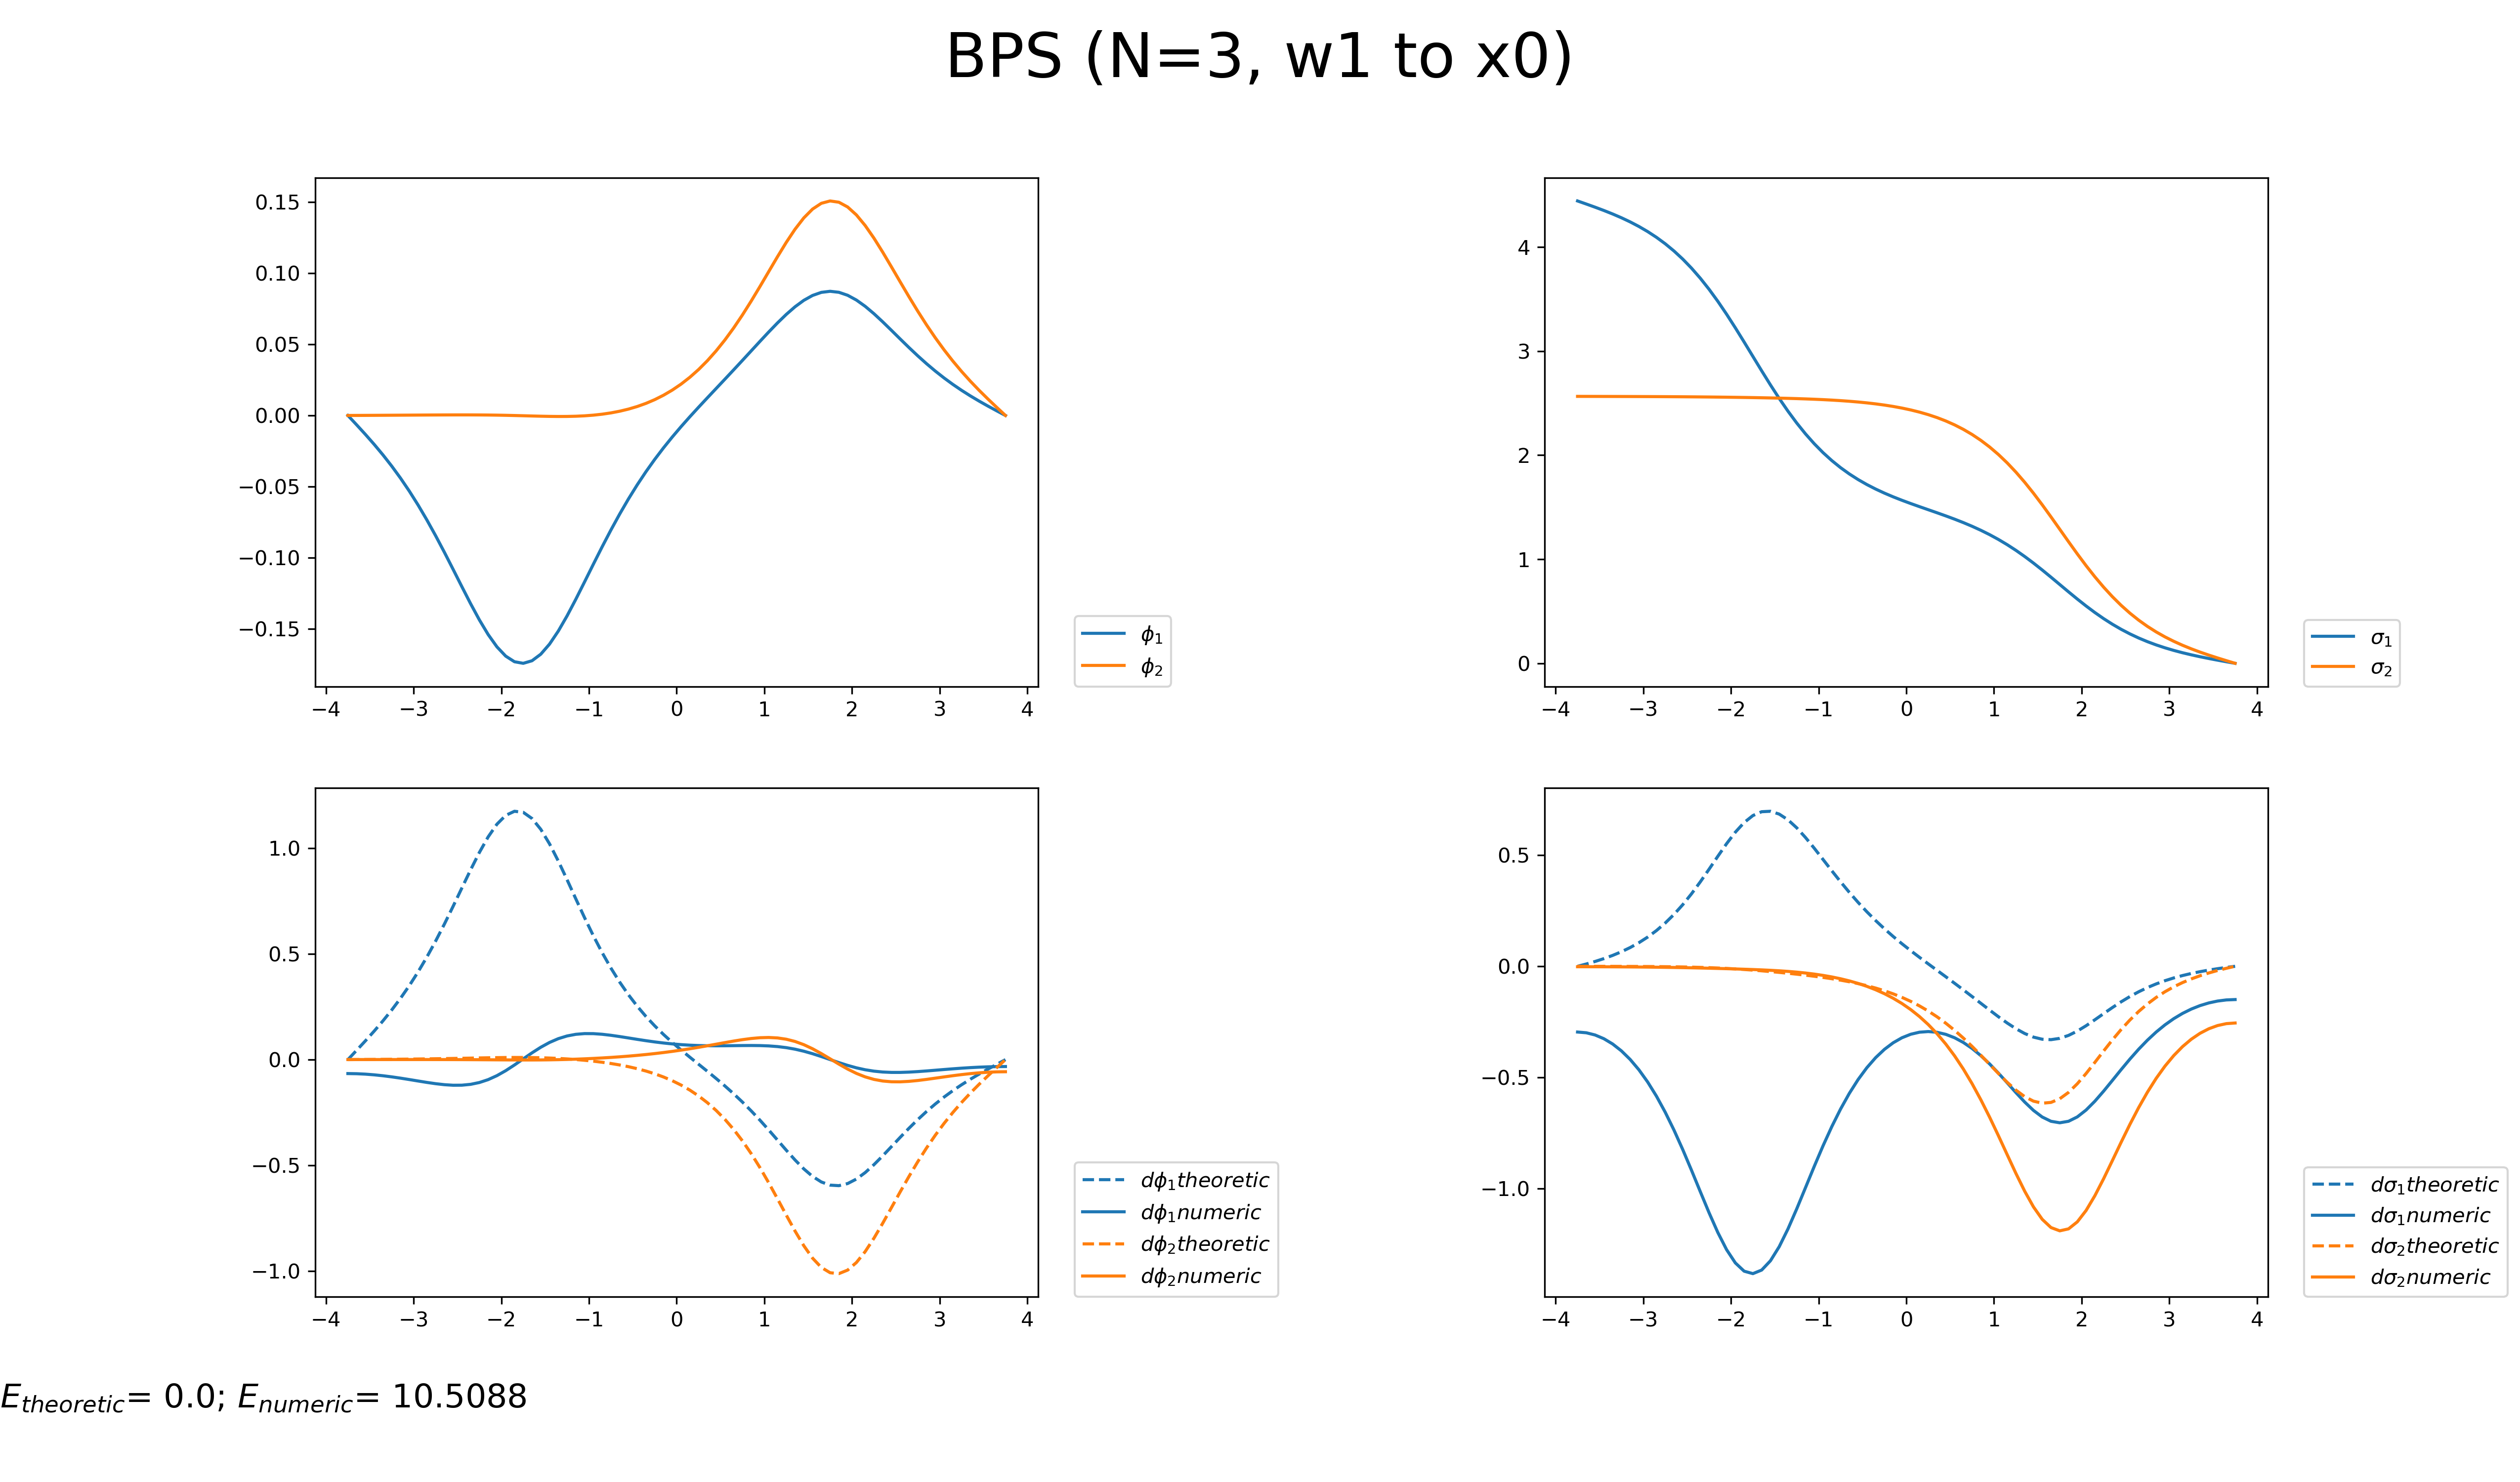 BPS (N=3, w1 to x0)
0.15
0.10
0.05
0.00
−0.05
−0.10
−0.15
−4 −3 −2 −1 0 1 2 3 4
ϕ₁
ϕ₂
4
3
2
1
0
−4 −3 −2 −1 0 1 2 3 4
σ₁
σ₂
1.0
0.5
0.0
−0.5
−1.0
−4 −3 −2 −1 0 1 2 3 4
dϕ₁theoretic
dϕ₁numeric
dϕ₂theoretic
dϕ₂numeric
0.5
0.0
−0.5
−1.0
−4 −3 −2 −1 0 1 2 3 4
dσ₁theoretic
dσ₁numeric
dσ₂theoretic
dσ₂numeric
E_theoretic= 0.0; E_numeric= 10.5088